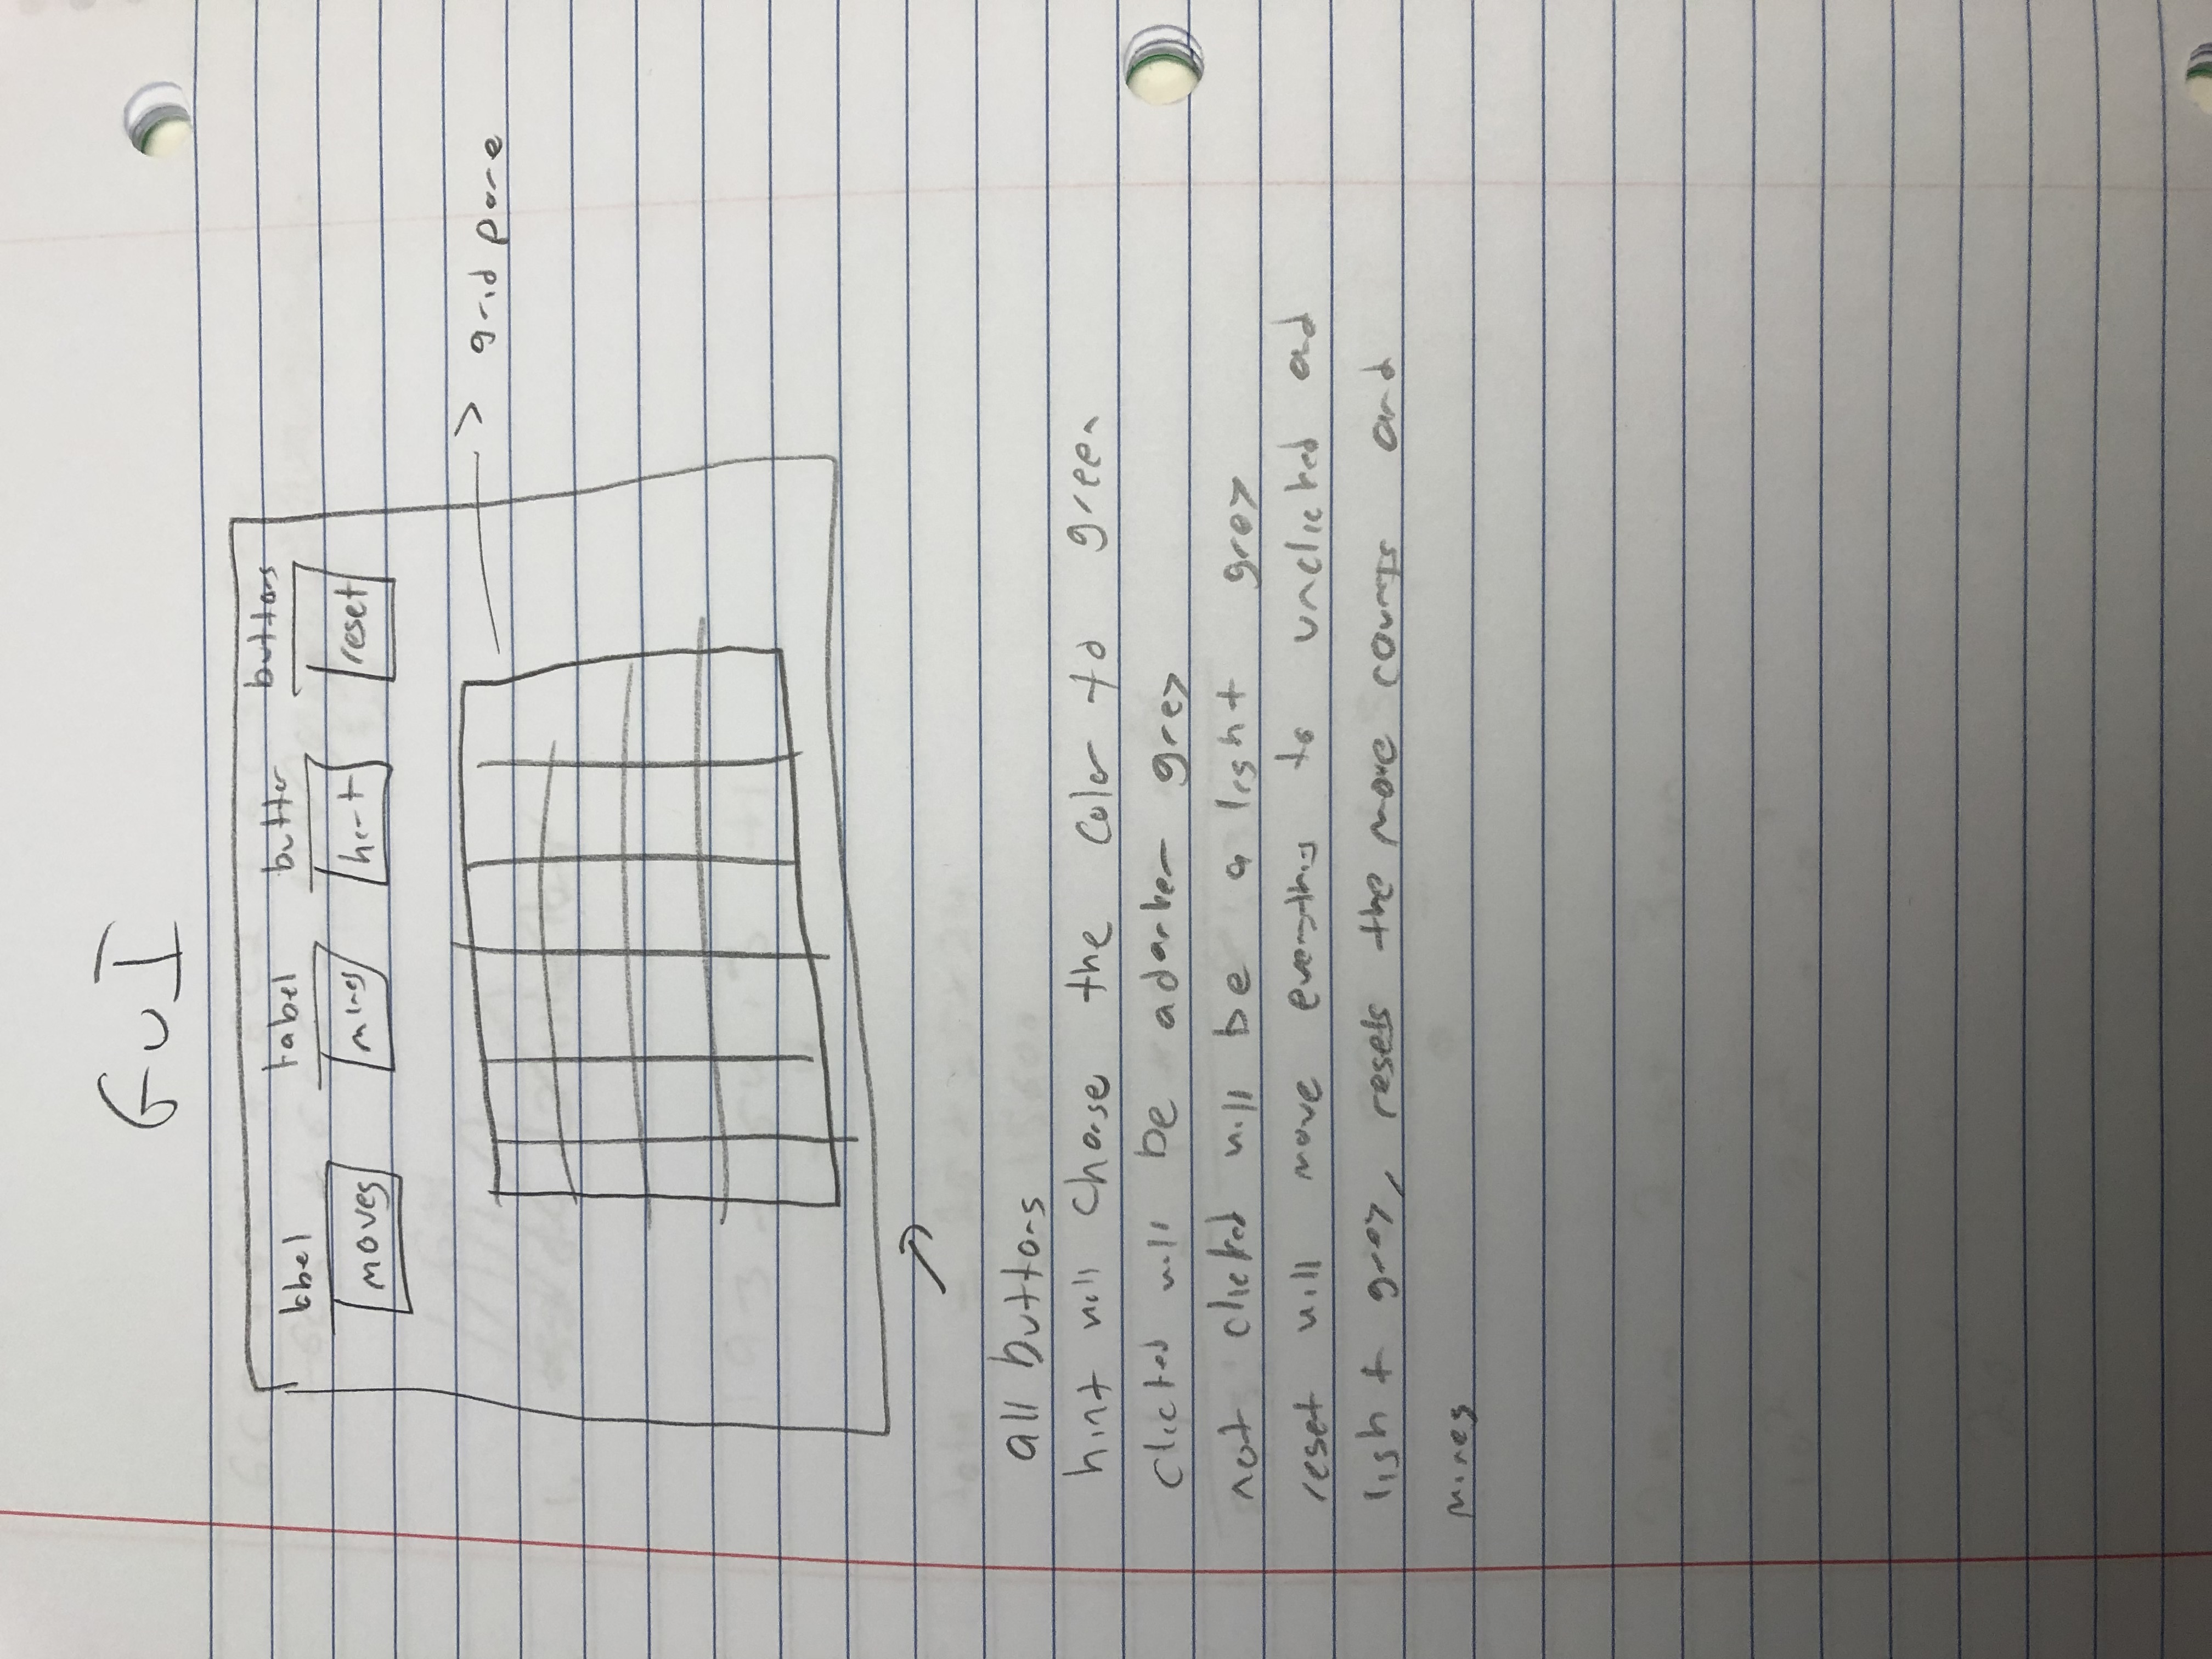 GUI
label label button buttons
moves mines hint reset
grid pane
all buttons
hint will change the color to green
clicked will be a darker grey
not clicked will be a light grey
reset will move everything to unclicked and
light grey, resets the move counts and
mines